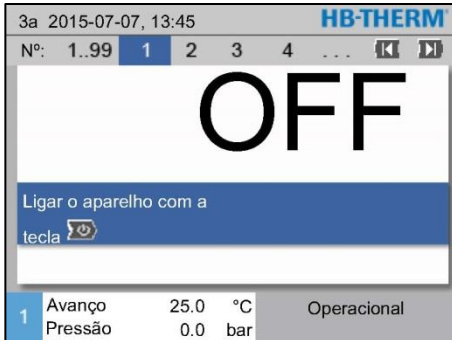 3a 2015-07-07, 13:45 HB-THERM
Nº: 1..99 1 2 3 4 ...
OFF
Ligar o aparelho com a
tecla
1 Avanço 25.0 °C Operacional
Pressão 0.0 bar